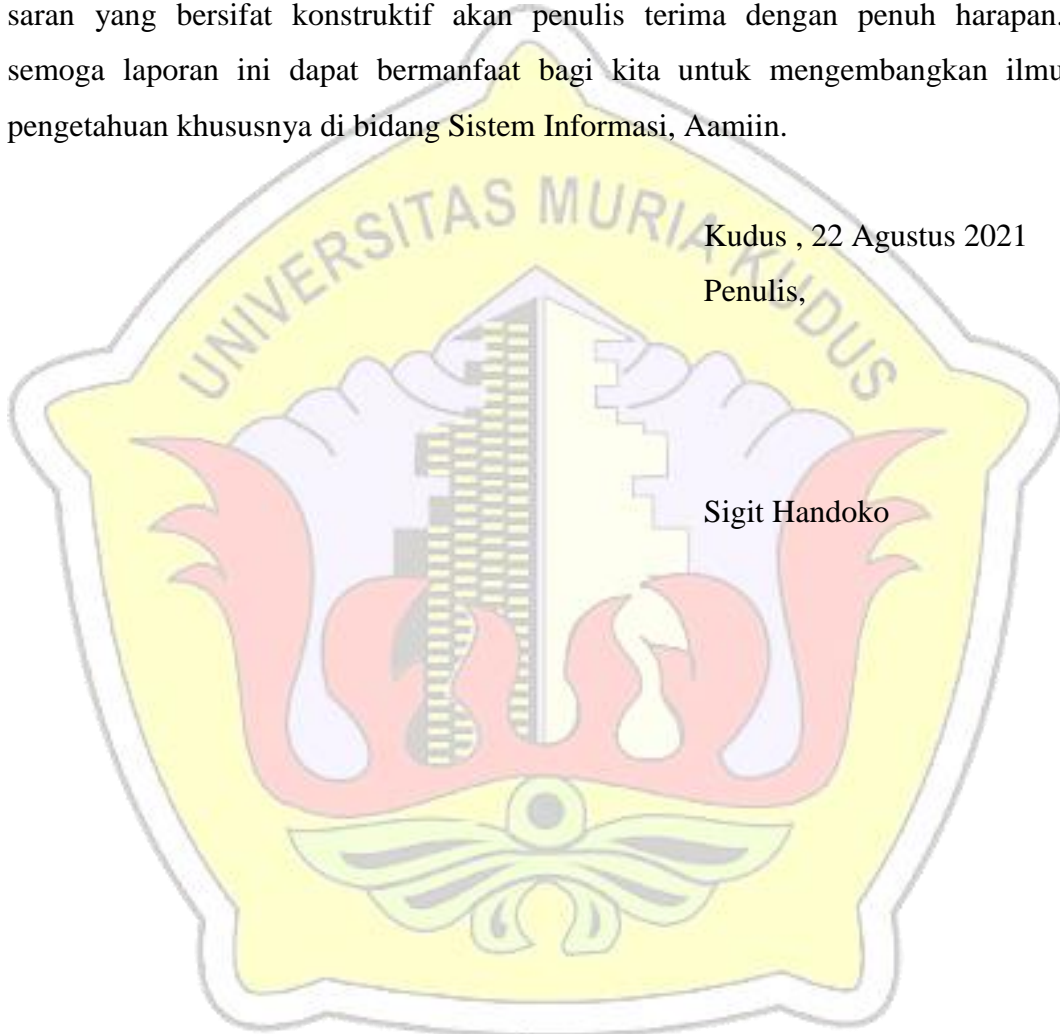 saran yang bersifat konstruktif akan penulis terima dengan penuh harapan.
semoga laporan ini dapat bermanfaat bagi kita untuk mengembangkan ilmu
pengetahuan khususnya di bidang Sistem Informasi, Aamiin.
UNIVERSITAS MURIA KUDUS
Kudus , 22 Agustus 2021
Penulis,
Sigit Handoko